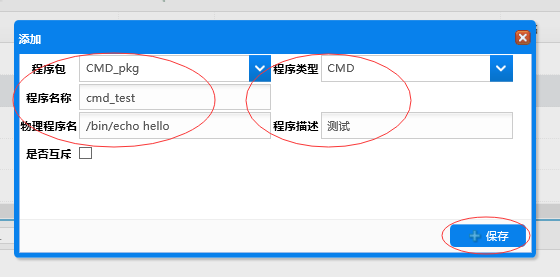 添加
程序包 CMD_pkg 程序类型 CMD
程序名称 cmd_test
物理程序名 /bin/echo hello 程序描述 测试
是否互斥
保存